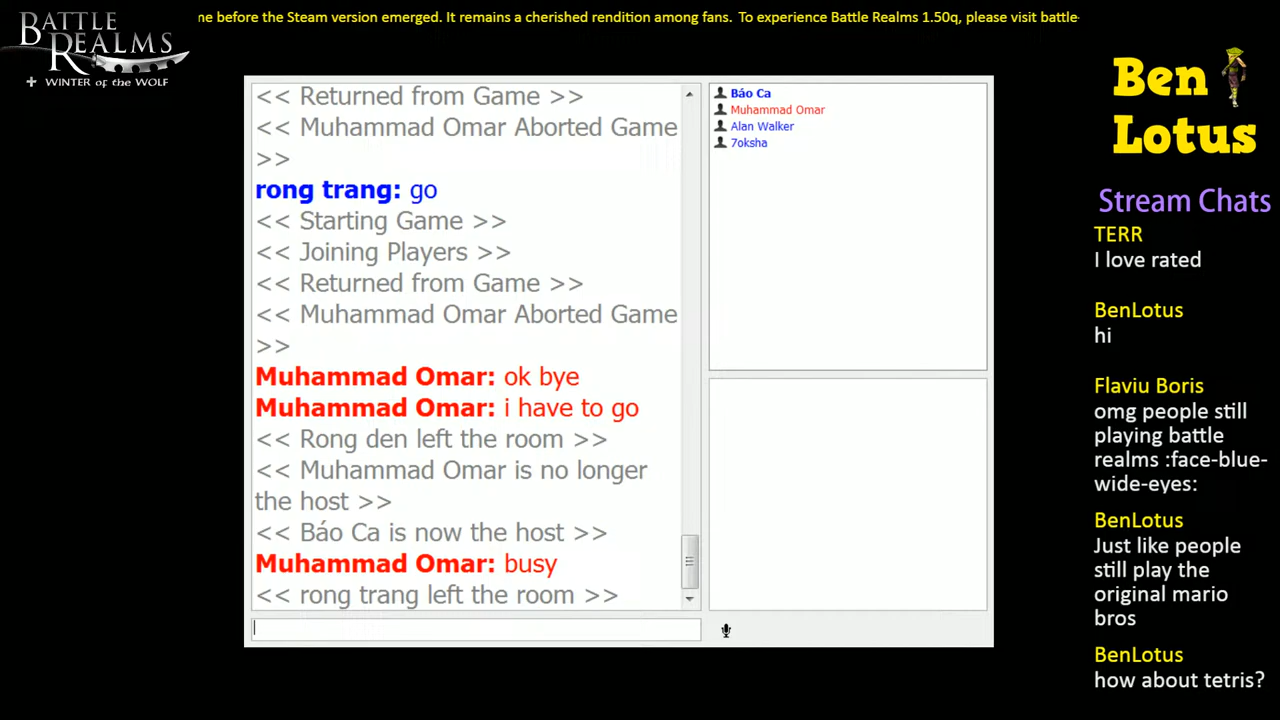 BATTLE
REALMS
+ WINTER of the WOLF
me before the Steam version emerged. It remains a cherished rendition among fans.  To experience Battle Realms 1.50q, please visit battle-
<< Returned from Game >>
<< Muhammad Omar Aborted Game
>>
rong trang: go
<< Starting Game >>
<< Joining Players >>
<< Returned from Game >>
<< Muhammad Omar Aborted Game
>>
Muhammad Omar: ok bye
Muhammad Omar: i have to go
<< Rong den left the room >>
<< Muhammad Omar is no longer
the host >>
<< Báo Ca is now the host >>
Muhammad Omar: busy
<< rong trang left the room >>
Báo Ca
Muhammad Omar
Alan Walker
7oksha
Ben
Lotus
Stream Chats
TERR
I love rated
BenLotus
hi
Flaviu Boris
omg people still
playing battle
realms :face-blue-
wide-eyes:
BenLotus
Just like people
still play the
original mario
bros
BenLotus
how about tetris?